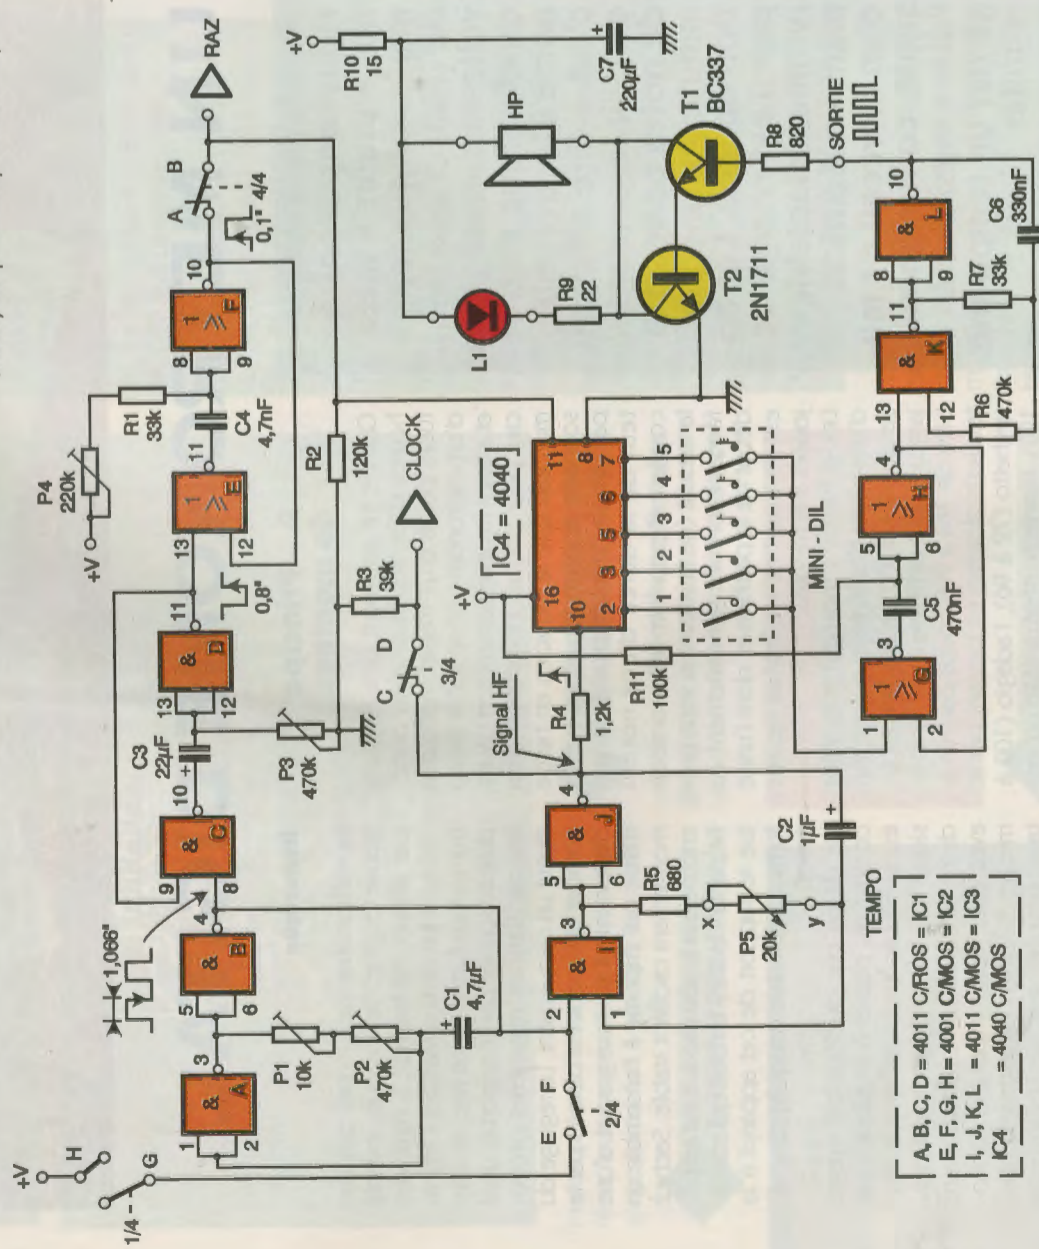 +V
H
1/4
G
1
2
&
A
3
P1
10k
P2
470k
C1
4,7µF
+
5
6
&
B
4
1,066"
9
8
&
C
10
C3
22µF
+
P3
470k
13
12
&
D
11
0,8"
13
12
1
≥
E
11
C4
4,7nF
+V
P4
220k
R1
33k
8
9
1
≥
F
10
A
B
4/4
0,1"
RAZ
R2
120k
R3
39k
CLOCK
C
D
3/4
E
F
2/4
2
1
&
I
3
R5
680
x
P5
20k
y
TEMPO
5
6
&
J
4
C2
1µF
+
Signal HF
R4
1,2k
+V
IC4 = 4040
16
10
11
8
2
3
5
6
7
1
2
3
4
5
MINI - DIL
R11
100k
1
2
1
≥
G
3
C5
470nF
5
6
1
≥
H
4
13
12
&
K
11
R6
470k
R7
33k
8
9
&
L
10
C6
330nF
SORTIE
R8
820
T1
BC337
T2
2N1711
L1
R9
22
HP
+V
R10
15
C7
220µF
+
A, B, C, D = 4011 C/ROS = IC1
E, F, G, H = 4001 C/MOS = IC2
I, J, K, L = 4011 C/MOS = IC3
IC4 = 4040 C/MOS